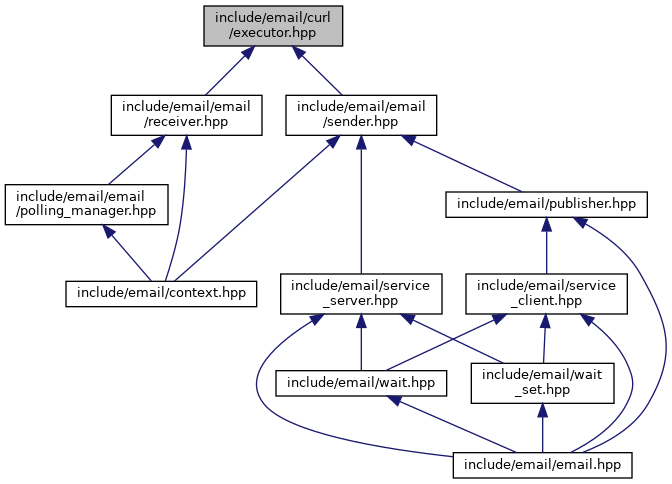 include/email/curl
/executor.hpp
include/email/email
/receiver.hpp
include/email/email
/sender.hpp
include/email/email
/polling_manager.hpp
include/email/publisher.hpp
include/email/context.hpp
include/email/service
_server.hpp
include/email/service
_client.hpp
include/email/wait.hpp
include/email/wait
_set.hpp
include/email/email.hpp